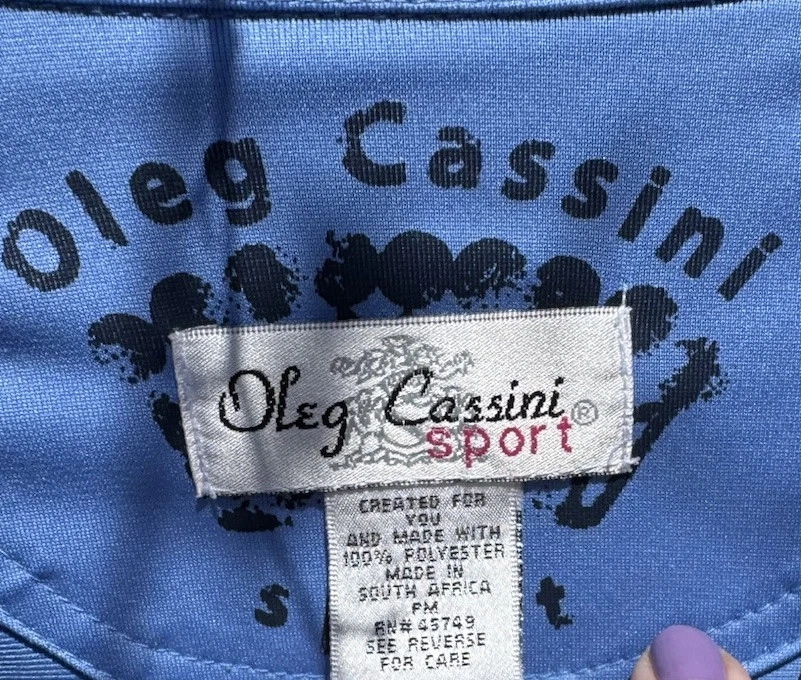 Oleg Cassini
Oleg Cassini®
sport
CREATED FOR
YOU
AND MADE WITH
100% POLYESTER
MADE IN
SOUTH AFRICA
PM
RN# 45749
SEE REVERSE
FOR CARE
s t